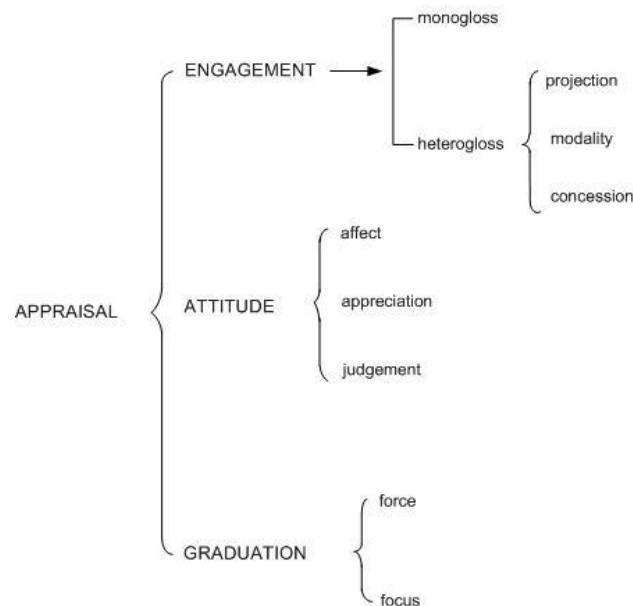 monogloss
ENGAGEMENT
projection
heterogloss
modality
concession
affect
APPRAISAL
ATTITUDE
appreciation
judgement
force
GRADUATION
focus